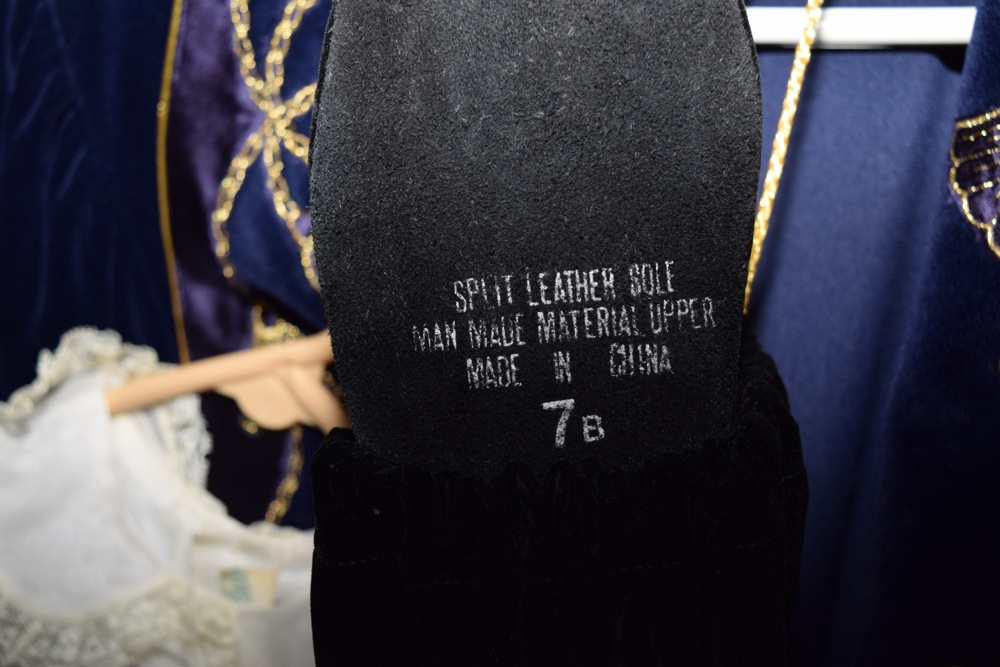 SPLIT LEATHER SOLE
MAN MADE MATERIAL UPPER
MADE IN CHINA
7B